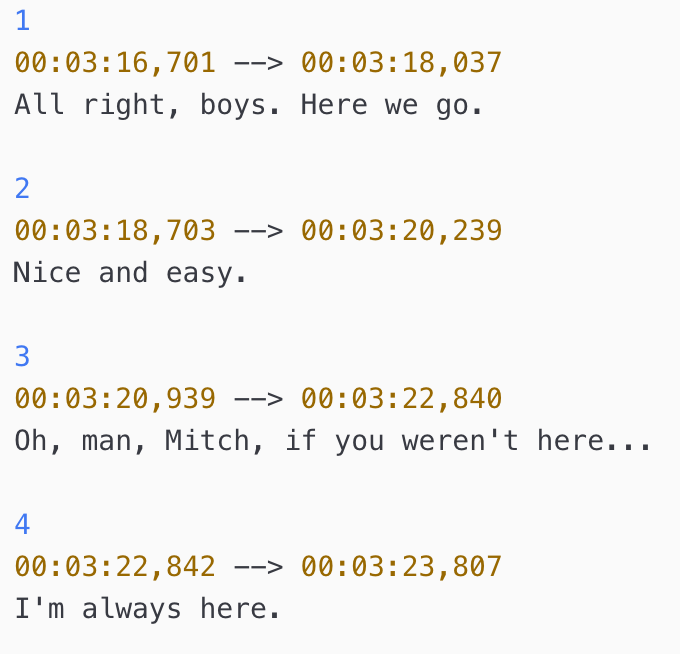 1
00:03:16,701 --> 00:03:18,037
All right, boys. Here we go.

2
00:03:18,703 --> 00:03:20,239
Nice and easy.

3
00:03:20,939 --> 00:03:22,840
Oh, man, Mitch, if you weren't here...

4
00:03:22,842 --> 00:03:23,807
I'm always here.